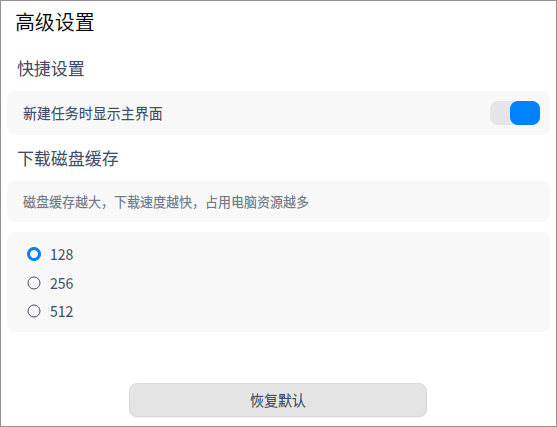 高级设置
快捷设置
新建任务时显示主界面
下载磁盘缓存
磁盘缓存越大，下载速度越快，占用电脑资源越多
128
256
512
恢复默认